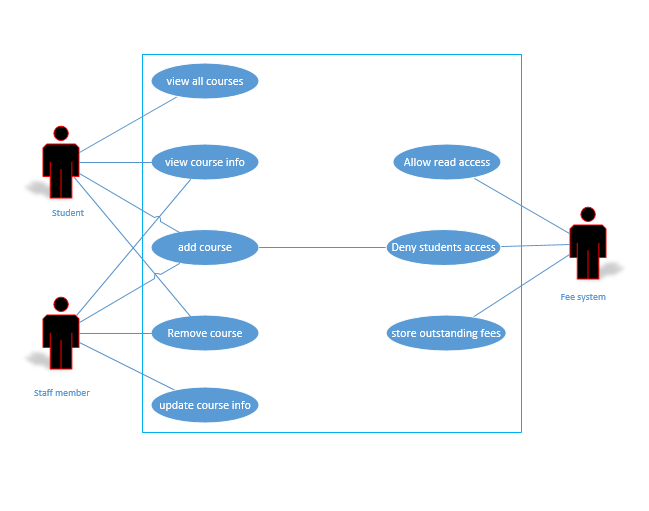 view all courses
view course info
Allow read access
Student
add course
Deny students access
Fee system
Remove course
store outstanding fees
Staff member
update course info